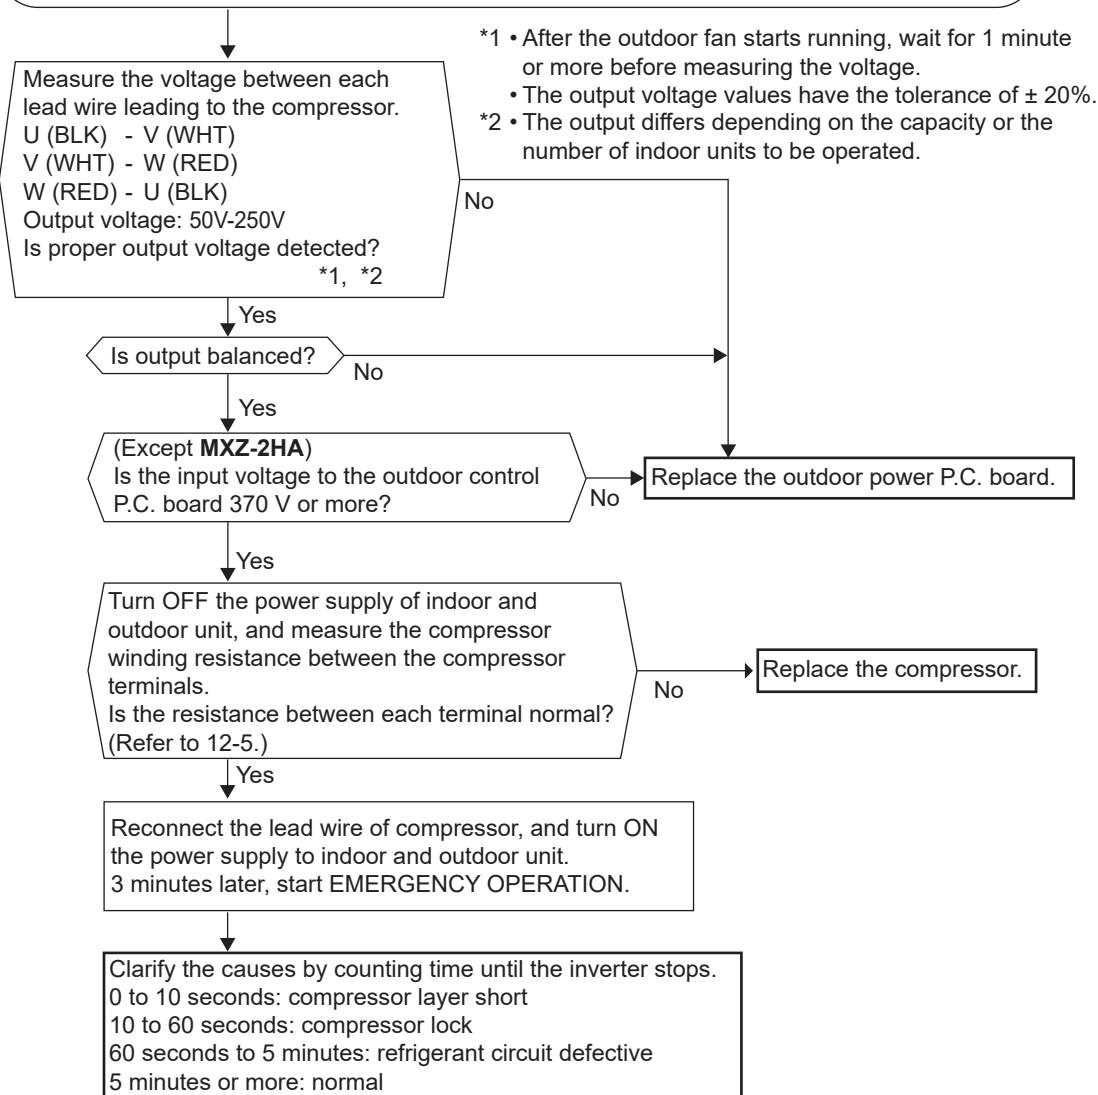 *1 • After the outdoor fan starts running, wait for 1 minute
or more before measuring the voltage.
• The output voltage values have the tolerance of ± 20%.
*2 • The output differs depending on the capacity or the
number of indoor units to be operated.
Measure the voltage between each
lead wire leading to the compressor.
U (BLK) - V (WHT)
V (WHT) - W (RED)
W (RED) - U (BLK)
Output voltage: 50V-250V
Is proper output voltage detected?
*1, *2
No
Yes
Is output balanced?
No
Yes
(Except MXZ-2HA)
Is the input voltage to the outdoor control
P.C. board 370 V or more?
No
Replace the outdoor power P.C. board.
Yes
Turn OFF the power supply of indoor and
outdoor unit, and measure the compressor
winding resistance between the compressor
terminals.
Is the resistance between each terminal normal?
(Refer to 12-5.)
No
Replace the compressor.
Yes
Reconnect the lead wire of compressor, and turn ON
the power supply to indoor and outdoor unit.
3 minutes later, start EMERGENCY OPERATION.
Clarify the causes by counting time until the inverter stops.
0 to 10 seconds: compressor layer short
10 to 60 seconds: compressor lock
60 seconds to 5 minutes: refrigerant circuit defective
5 minutes or more: normal